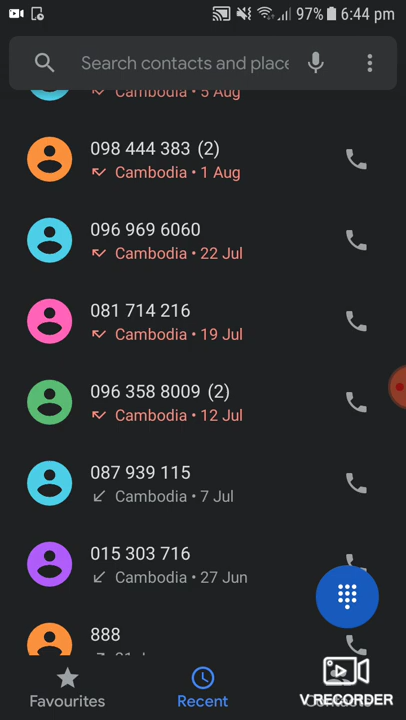 97% 6:44 pm
Search contacts and place
Cambodia • 5 Aug
098 444 383 (2)
Cambodia • 1 Aug
096 969 6060
Cambodia • 22 Jul
081 714 216
Cambodia • 19 Jul
096 358 8009 (2)
Cambodia • 12 Jul
087 939 115
Cambodia • 7 Jul
015 303 716
Cambodia • 27 Jun
888
Favourites
Recent
V RECORDER